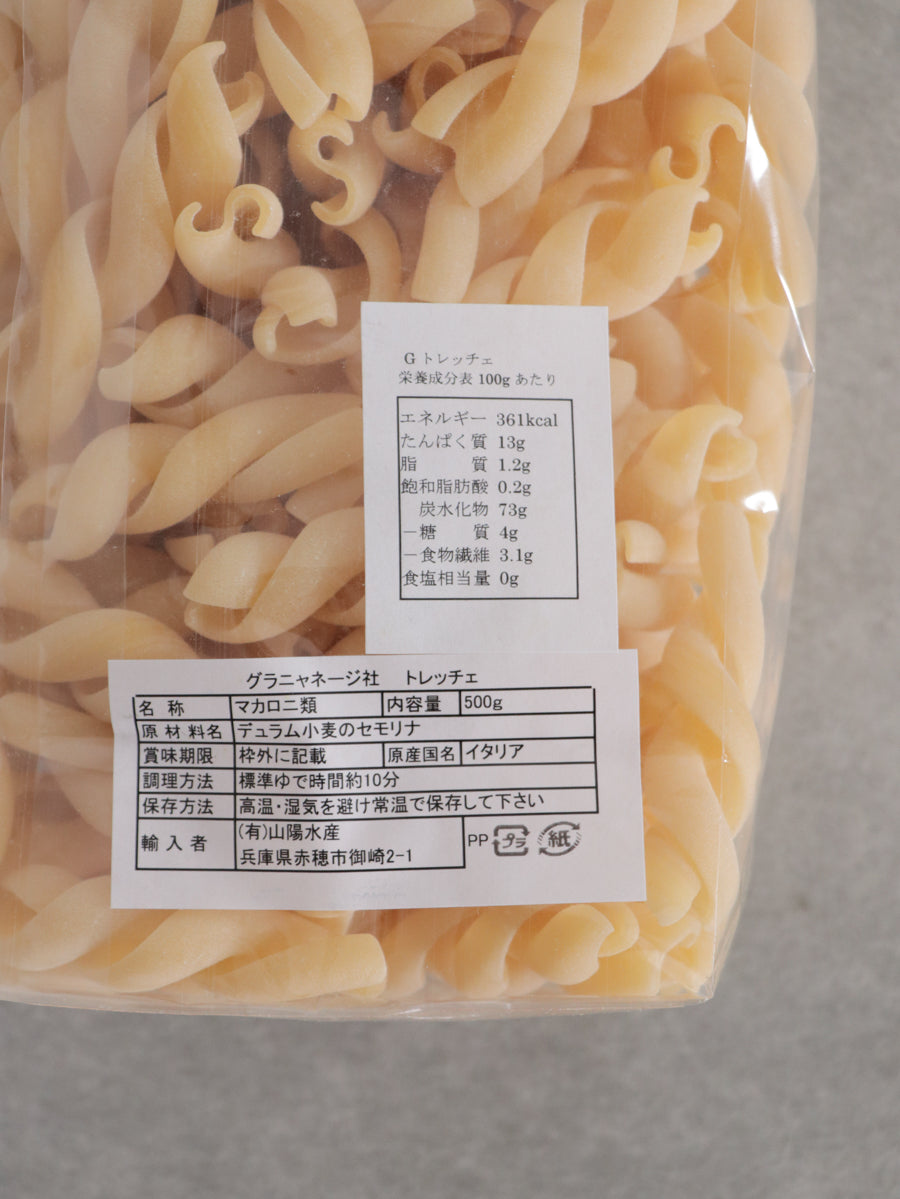 G トレッチェ
栄養成分表 100g あたり
エネルギー 361kcal
たんぱく質 13g
脂 質 1.2g
飽和脂肪酸 0.2g
炭水化物 73g
－糖 質 4g
－食物繊維 3.1g
食塩相当量 0g
グラニャネージ社 トレッチェ
名 称 マカロニ類 内容量 500g
原 材 料 名 デュラム小麦のセモリナ
賞味期限 枠外に記載 原産国名 イタリア
調理方法 標準ゆで時間約10分
保存方法 高温・湿気を避け常温で保存して下さい
輸 入 者 (有)山陽水産
兵庫県赤穂市御崎2-1
PP プラ 紙